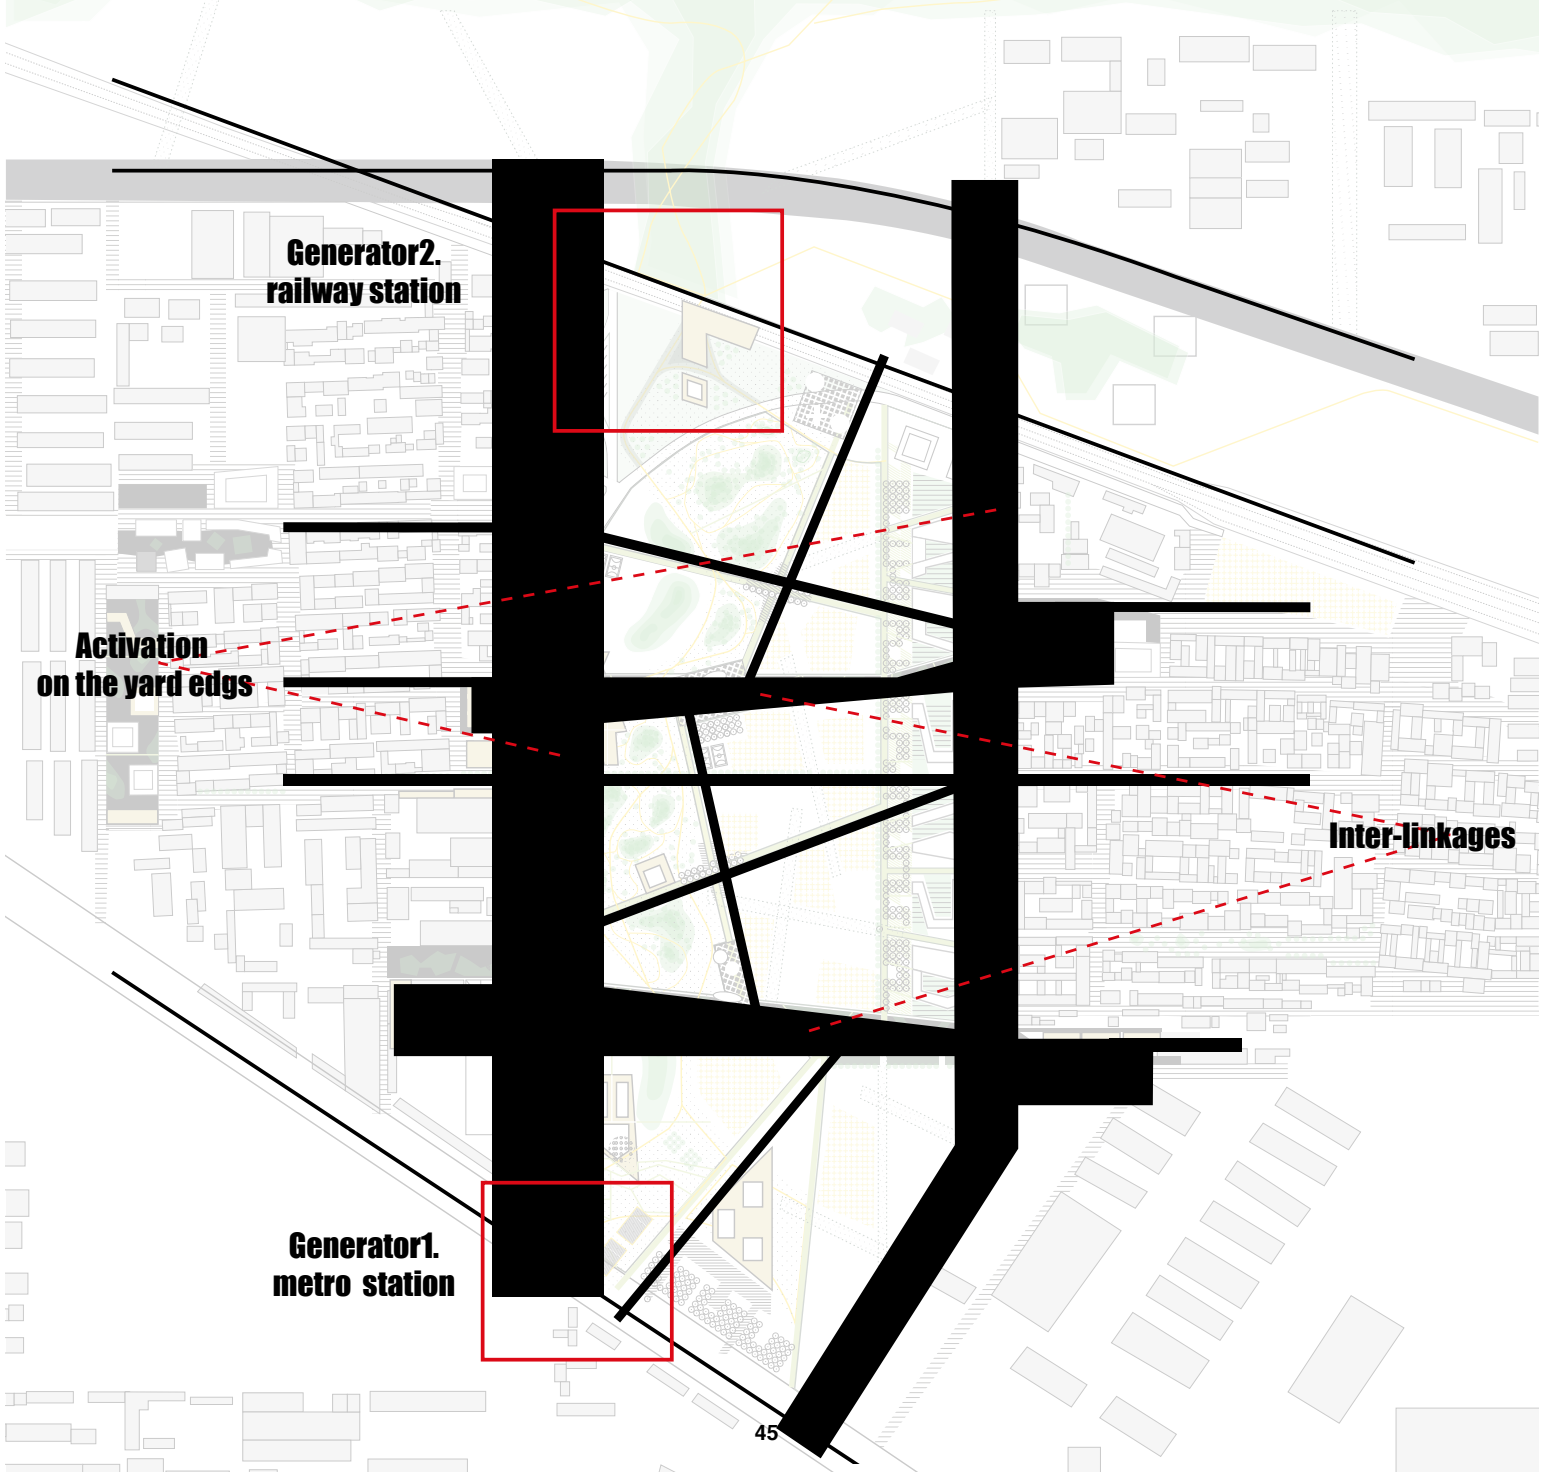 Generator2.
railway station
Activation
on the yard edgs
Inter-linkages
Generator1.
metro station
45